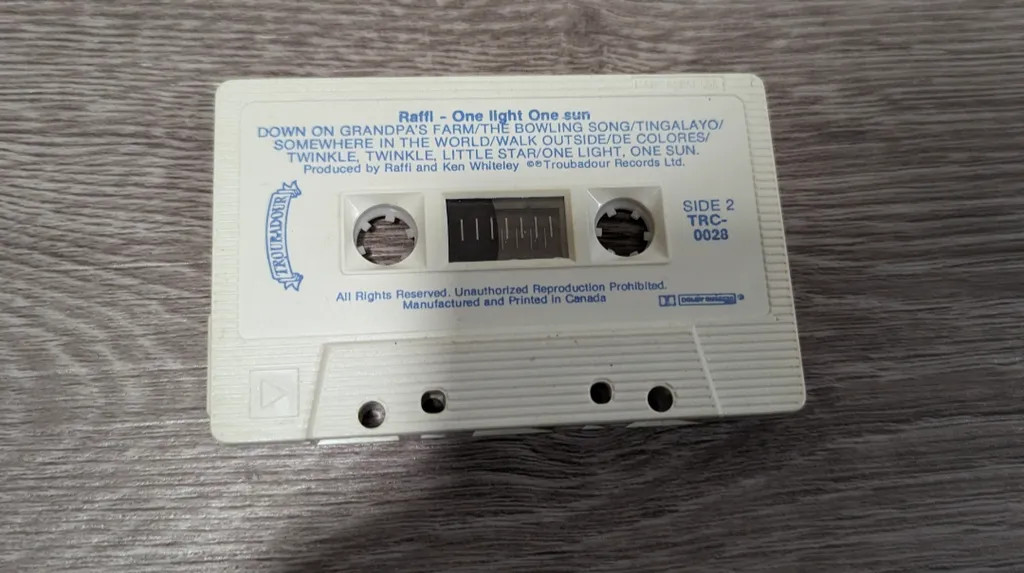 Raffi - One light One sun
DOWN ON GRANDPA'S FARM/THE BOWLING SONG/TINGALAYO/
SOMEWHERE IN THE WORLD/WALK OUTSIDE/DE COLORES/
TWINKLE, TWINKLE, LITTLE STAR/ONE LIGHT, ONE SUN.
Produced by Raffi and Ken Whiteley ©℗Troubadour Records Ltd.
TROUBADOUR
SIDE 2
TRC-
0028
All Rights Reserved. Unauthorized Reproduction Prohibited.
Manufactured and Printed in Canada